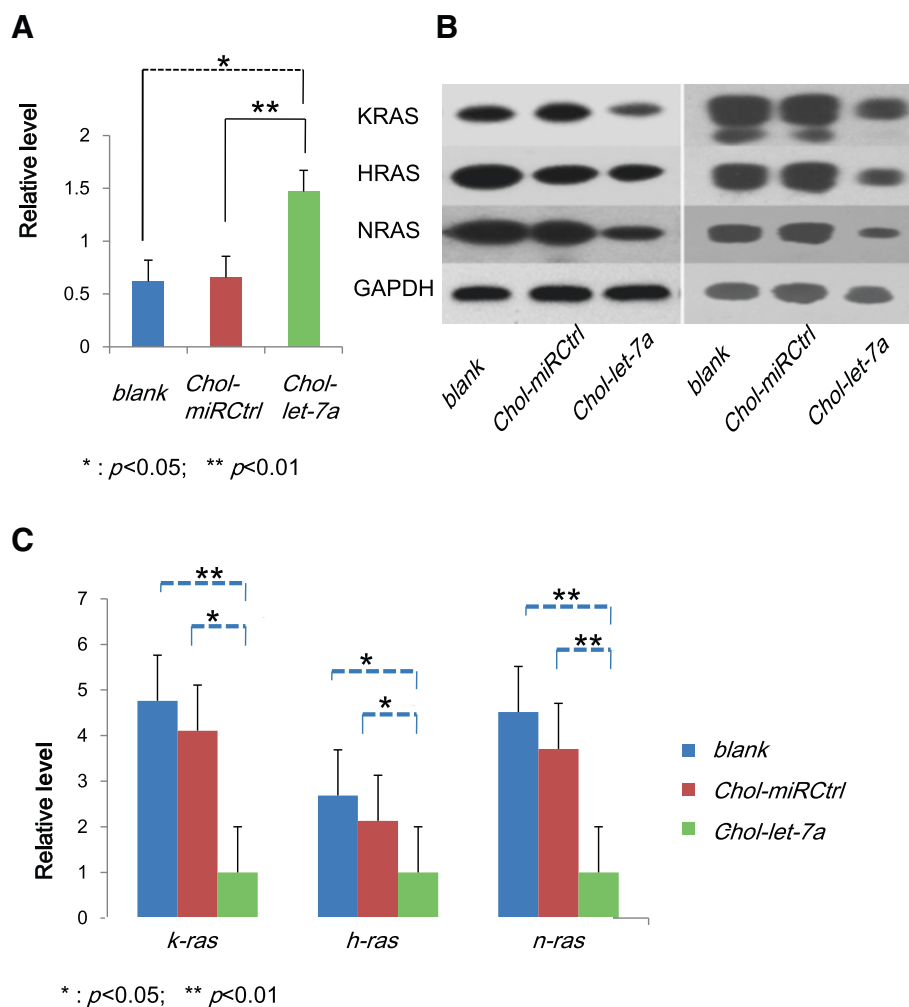 A
Relative level
*
**
2
1.5
1
0.5
0
blank
Chol-miRCtrl
Chol-let-7a
* : p<0.05; ** p<0.01
B
KRAS
HRAS
NRAS
GAPDH
blank
Chol-miRCtrl
Chol-let-7a
blank
Chol-miRCtrl
Chol-let-7a
C
Relative level
7
6
5
4
3
2
1
0
**
*
*
*
**
**
k-ras
h-ras
n-ras
blank
Chol-miRCtrl
Chol-let-7a
* : p<0.05; ** p<0.01